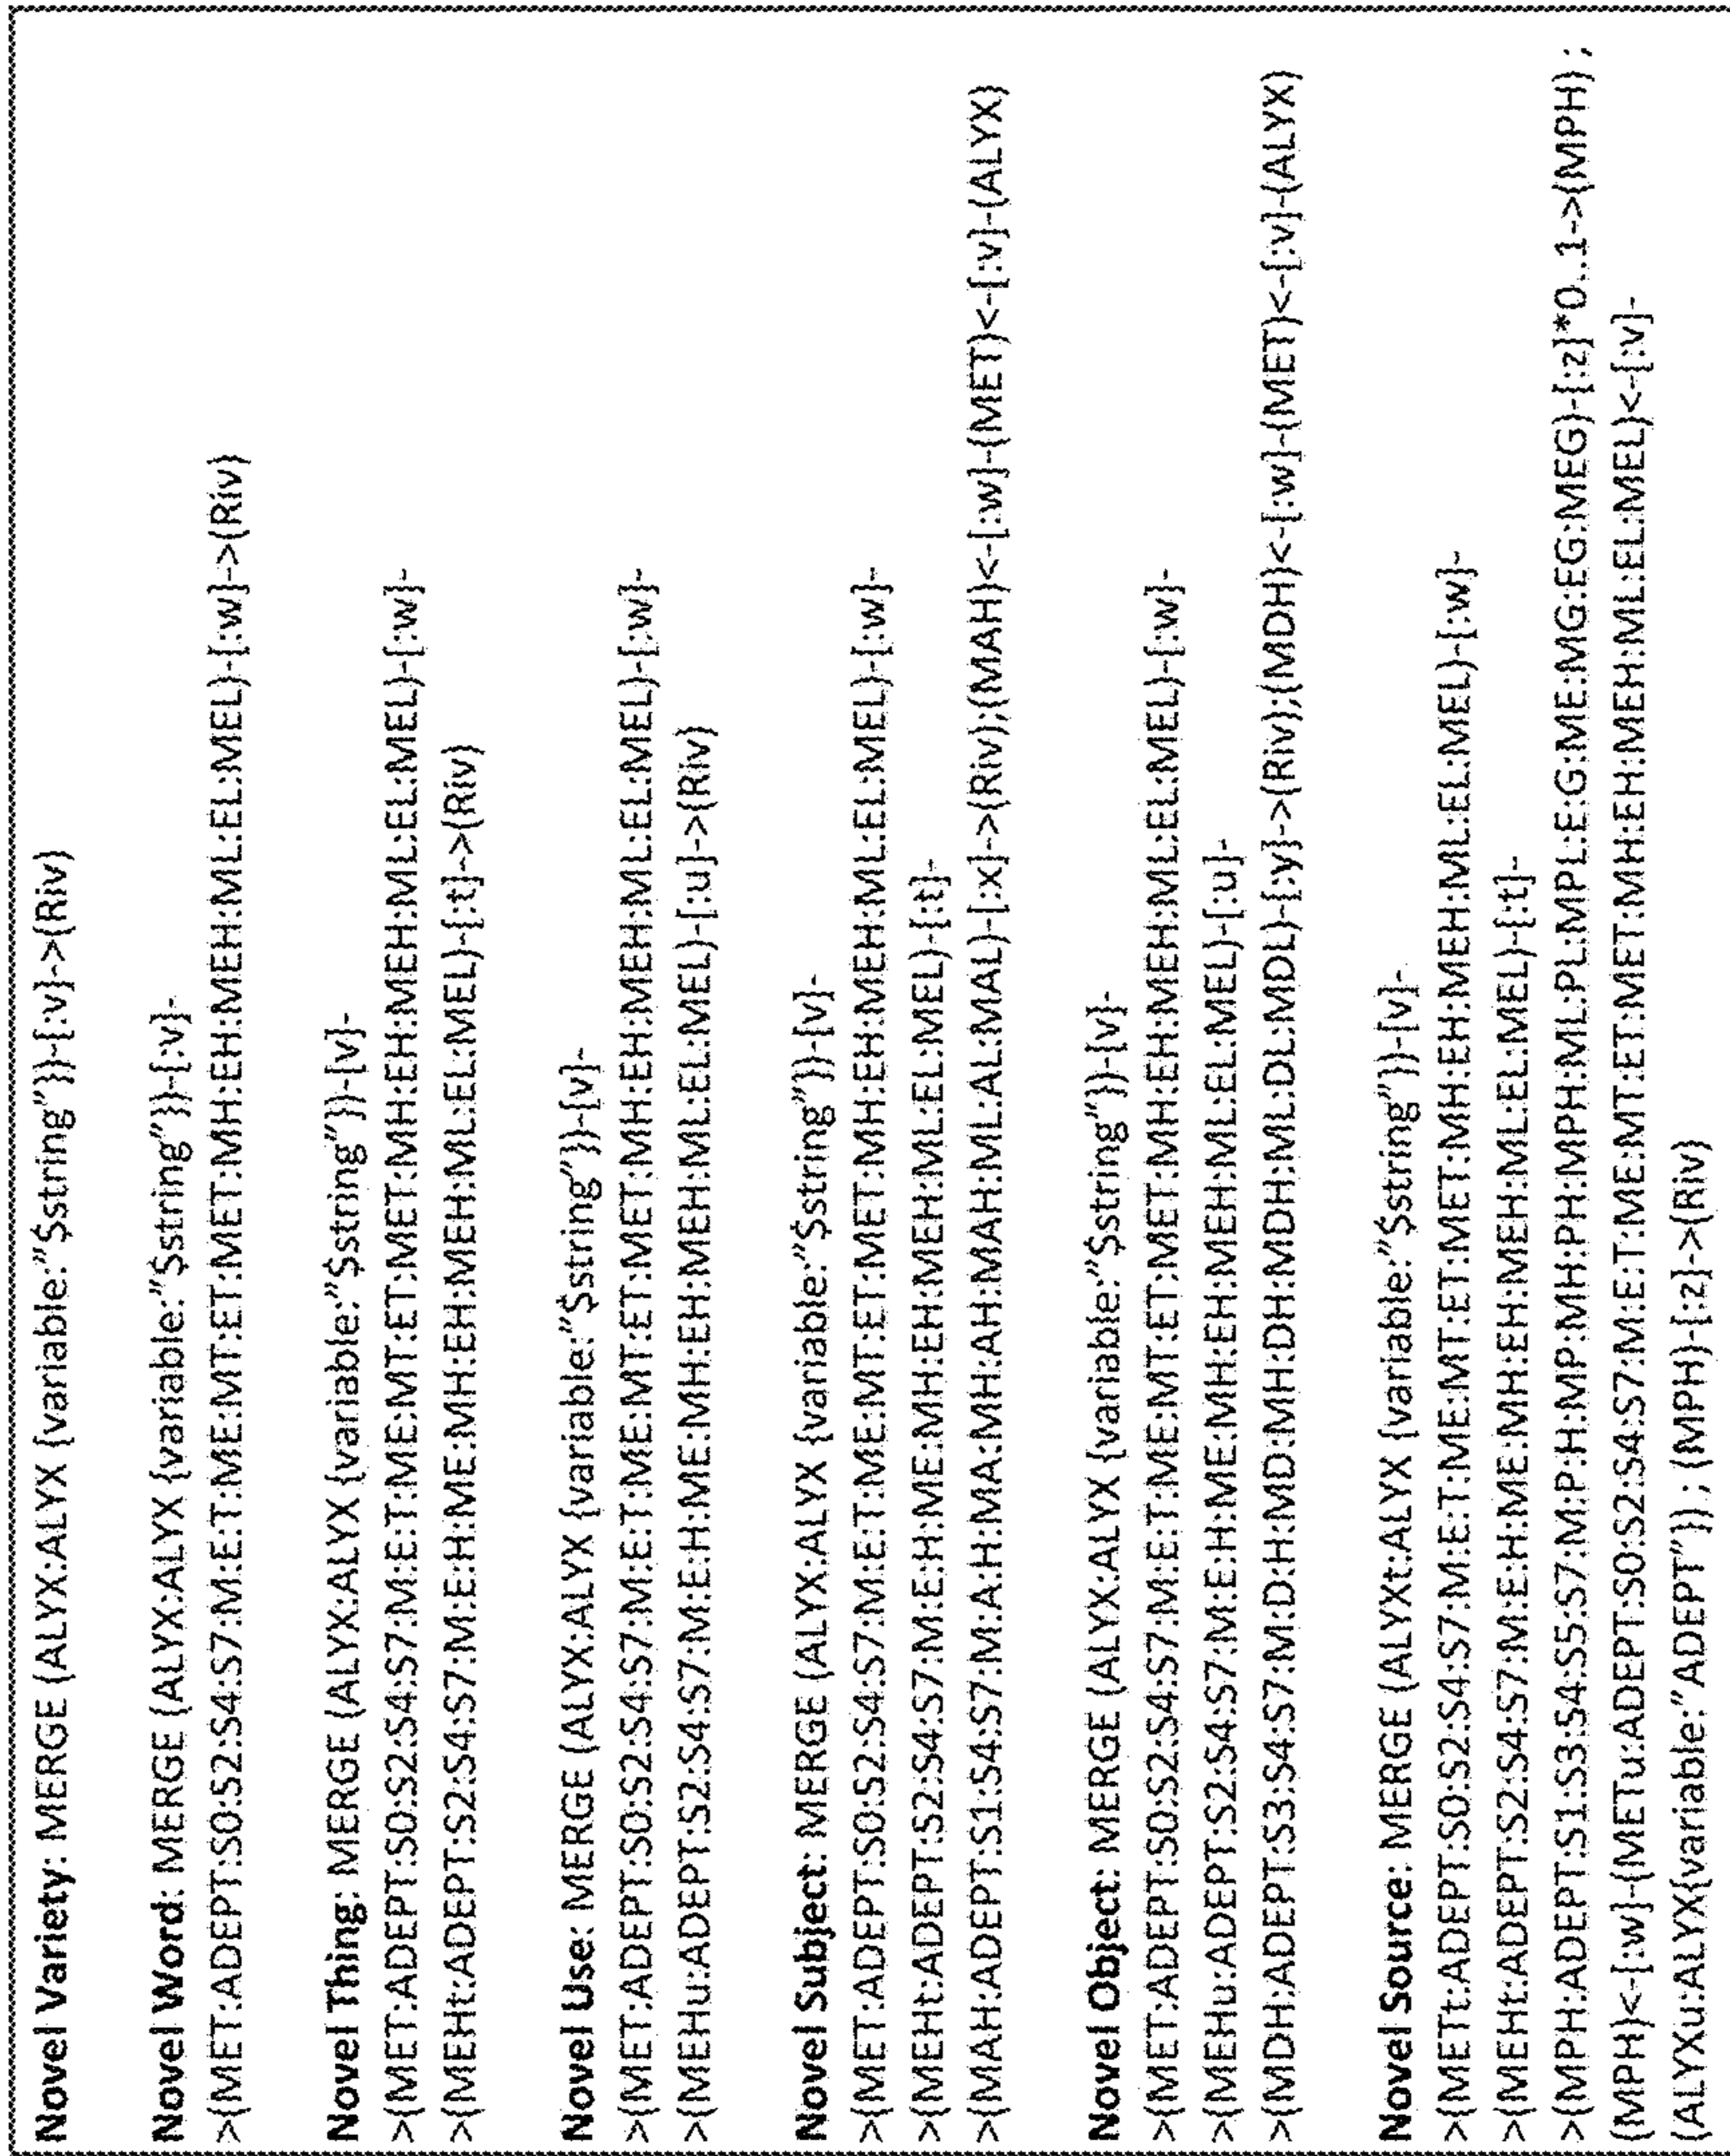 Novel Variety: MERGE (ALYX:ALYX {variable:"$string"})-[:v]->(Riv)
Novel Word: MERGE (ALYX:ALYX {variable:"$string"})-[:v]-
>(MET:ADEPT:S0:S2:S4:S7:M:E:T:ME:MT:ET:MET:MH:EH:MEH:ML:EL:MEL)-[:w]->(Riv)
Novel Thing: MERGE (ALYX:ALYX {variable:"$string"})-[v]-
>(MET:ADEPT:S0:S2:S4:S7:M:E:T:ME:MT:ET:MET:MH:EH:MEH:ML:EL:MEL)-[:w]-
>(MEHt:ADEPT:S2:S4:S7:M:E:H:ME:MH:EH:MEH:ML:EL:MEL)-[:t]->(Riv)
Novel Use: MERGE (ALYX:ALYX {variable:"$string"})-[v]-
>(MET:ADEPT:S0:S2:S4:S7:M:E:T:ME:MT:ET:MET:MH:EH:MEH:ML:EL:MEL)-[:w]-
>(MEHu:ADEPT:S2:S4:S7:M:E:H:ME:MH:EH:MEH:ML:EL:MEL)-[:u]->(Riv)
Novel Subject: MERGE (ALYX:ALYX {variable:"$string"})-[v]-
>(MET:ADEPT:S0:S2:S4:S7:M:E:T:ME:MT:ET:MET:MH:EH:MEH:ML:EL:MEL)-[:w]-
>(MEHt:ADEPT:S2:S4:S7:M:E:H:ME:MH:EH:MEH:ML:EL:MEL)-[:t]-
>(MAH:ADEPT:S1:S4:S7:M:A:H:MA:MH:AH:MAH:ML:AL:MAL)-[:x]->(Riv);(MAH)<-[:w]-(MET)<-[:v]-(ALYX)
Novel Object: MERGE (ALYX:ALYX {variable:"$string"})-[v]-
>(MET:ADEPT:S0:S2:S4:S7:M:E:T:ME:MT:ET:MET:MH:EH:MEH:ML:EL:MEL)-[:w]-
>(MEHu:ADEPT:S2:S4:S7:M:E:H:ME:MH:EH:MEH:ML:EL:MEL)-[:u]-
>(MDH:ADEPT:S3:S4:S7:M:D:H:MD:MH:DH:MDH:ML:DL:MDL)-[:y]->(Riv);(MDH)<-[:w]-(MET)<-[:v]-(ALYX)
Novel Source: MERGE (ALYXt:ALYX {variable:"$string"})-[v]-
>(METt:ADEPT:S0:S2:S4:S7:M:E:T:ME:MT:ET:MET:MH:EH:MEH:ML:EL:MEL)-[:w]-
>(MEHt:ADEPT:S2:S4:S7:M:E:H:ME:MH:EH:MEH:ML:EL:MEL)-[:t]-
>(MPH:ADEPT:S1:S3:S4:S5:S7:M:P:H:MP:MH:PH:MPH:ML:PL:MPL:E:G:ME:MG:EG:MEG)-[:z]*0..1->(MPH) ;
(MPH)<-[:w]-(METu:ADEPT:S0:S2:S4:S7:M:E:T:ME:MT:ET:MET:MH:EH:MEH:ML:EL:MEL)<-[:v]-
(ALYXu:ALYX{variable:"ADEPT"}) ; (MPH)-[:z]->(Riv)